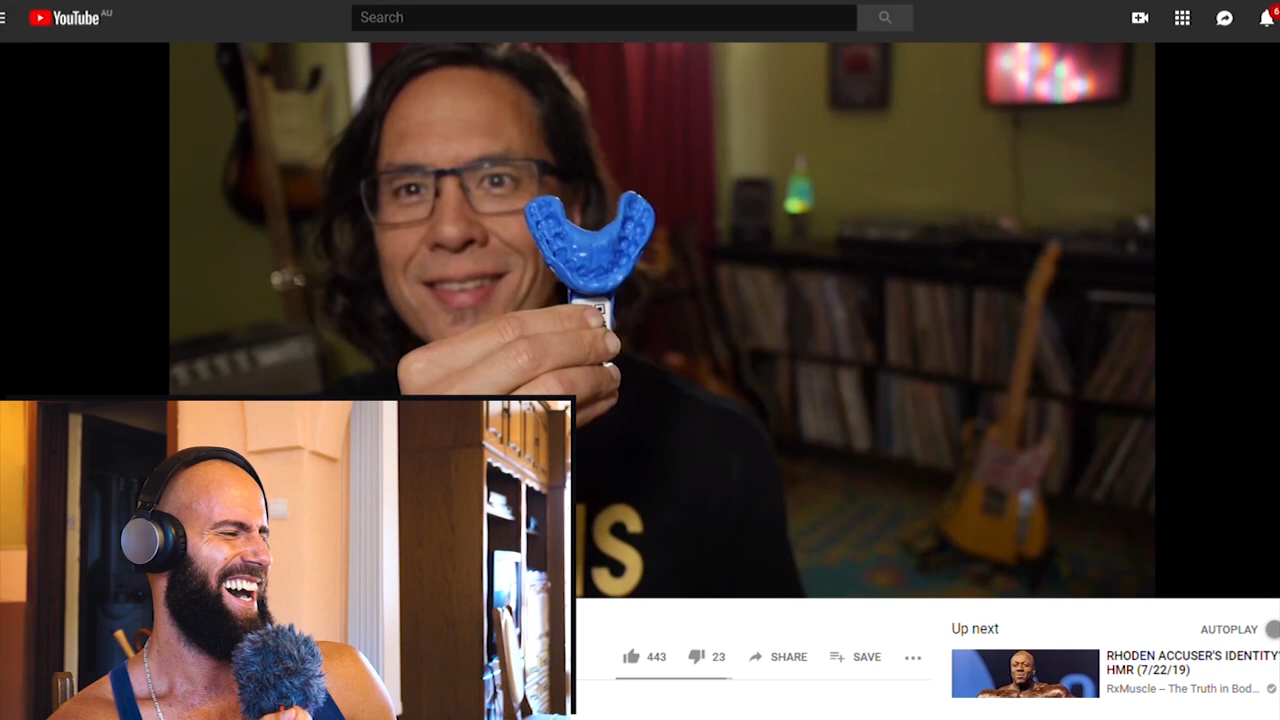 YouTube AU
Search
6
IS
443
23
SHARE
SAVE
Up next
AUTOPLAY
RHODEN ACCUSER'S IDENTITY
HMR (7/22/19)
RxMuscle – The Truth in Bod...